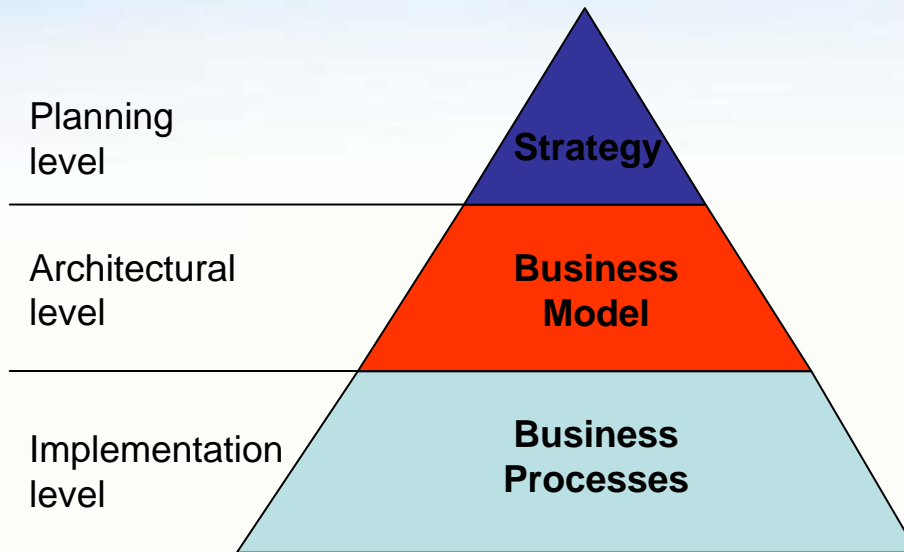 Planning
level
Strategy
Architectural
level
Business
Model
Implementation
level
Business
Processes